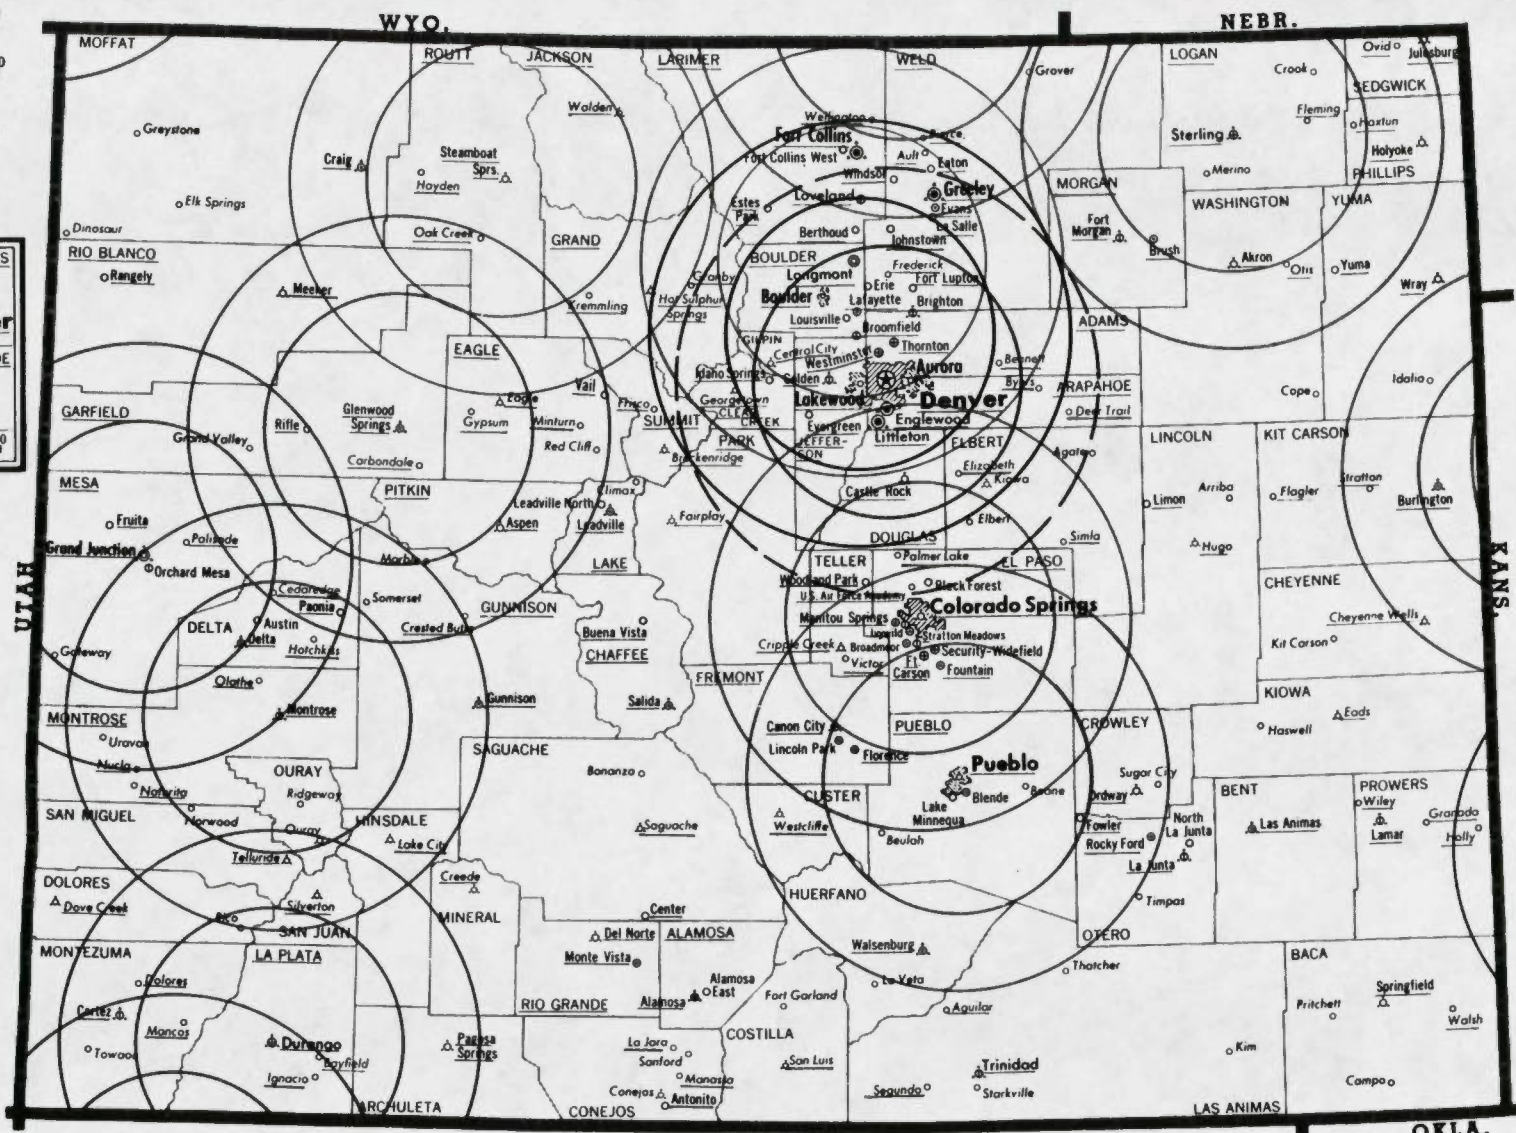 WYO.
NEBR.
MOFFAT
ROUTT
JACKSON
LARIMER
WELD
LOGAN
Ovid
Julesburg
Grover
Crook
SEDGWICK
Walden
Wellington
Fleming
Haxtun
Greystone
Fort Collins
Pierce
Sterling
Holyoke
Craig
Steamboat
Sprs.
Fort Collins West
Ault
Eaton
Merino
PHILLIPS
Hayden
Windsor
Greeley
MORGAN
Elk Springs
Loveland
Evans
WASHINGTON
YUMA
Estes
Park
La Salle
Fort
Morgan
Dinosaur
Oak Creek
GRAND
Berthoud
Johnstown
Brush
RIO BLANCO
BOULDER
Longmont
Frederick
Fort Lupton
Akron
Otis
Yuma
Rangely
Meeker
Granby
Erie
Wray
Kremmling
Hot Sulphur
Springs
Boulder
Lafayette
Brighton
Louisville
Broomfield
ADAMS
EAGLE
GILPIN
Central City
Westminster
Thornton
Idaho Springs
Golden
Aurora
Bennett
Byers
ARAPAHOE
Cope
Idalia
GARFIELD
Vail
Eagle
Frisco
Georgetown
Lakewood
Denver
Deer Trail
Rifle
Glenwood
Springs
Gypsum
Minturn
SUMMIT
CLEAR
CREEK
Evergreen
Englewood
Littleton
Grand Valley
Red Cliff
PARK
JEFFER-
SON
ELBERT
Agate
LINCOLN
KIT CARSON
Carbondale
Breckenridge
Elizabeth
Kiowa
MESA
PITKIN
Climax
Castle Rock
Limon
Arriba
Flagler
Stratton
Burlington
Leadville North
Leadville
Fruita
Aspen
Fairplay
Elbert
Palisade
DOUGLAS
Simla
Hugo
Grand Junction
Marble
LAKE
TELLER
Palmer Lake
EL PASO
KANS.
UTAH
Orchard Mesa
Woodland Park
Black Forest
CHEYENNE
Cedaredge
Somerset
GUNNISON
U.S. Air Force Academy
Colorado Springs
Paonia
Manitou Springs
Cheyenne Wells
DELTA
Austin
Crested Butte
Buena Vista
Stratton Meadows
Delta
Hotchkiss
CHAFFEE
Cripple Creek
Broadmoor
Security-Widefield
Kit Carson
Gateway
Victor
Ft.
Carson
Fountain
Olathe
FREMONT
KIOWA
MONTROSE
Montrose
Gunnison
Salida
Canon City
PUEBLO
CROWLEY
Eads
Haswell
Uravan
SAGUACHE
Lincoln Park
Florence
Nucla
OURAY
Bonanza
Pueblo
Sugar City
BENT
PROWERS
Naturita
Ridgway
CUSTER
Lake
Minnequa
Blende
Boone
Ordway
Wiley
SAN MIGUEL
Norwood
HINSDALE
Westcliffe
Fowler
North
La Junta
Las Animas
Lamar
Granada
Holly
Ouray
Lake City
Saguache
Beulah
Rocky Ford
Telluride
La Junta
DOLORES
Creede
HUERFANO
Dove Creek
Silverton
Timpas
Rico
MINERAL
Center
SAN JUAN
OTERO
MONTEZUMA
LA PLATA
Del Norte
ALAMOSA
Walsenburg
BACA
Monte Vista
Thatcher
Dolores
Alamosa
East
La Veta
Springfield
Cortez
RIO GRANDE
Alamosa
Fort Garland
Aguilar
Pritchett
Walsh
Mancos
COSTILLA
Durango
Pagosa
Springs
La Jara
Kim
Towaoc
Bayfield
Sanford
San Luis
Trinidad
Ignacio
Manassa
Campo
Conejos
Antonito
Segundo
Starkville
ARCHULETA
CONEJOS
LAS ANIMAS
OKLA.